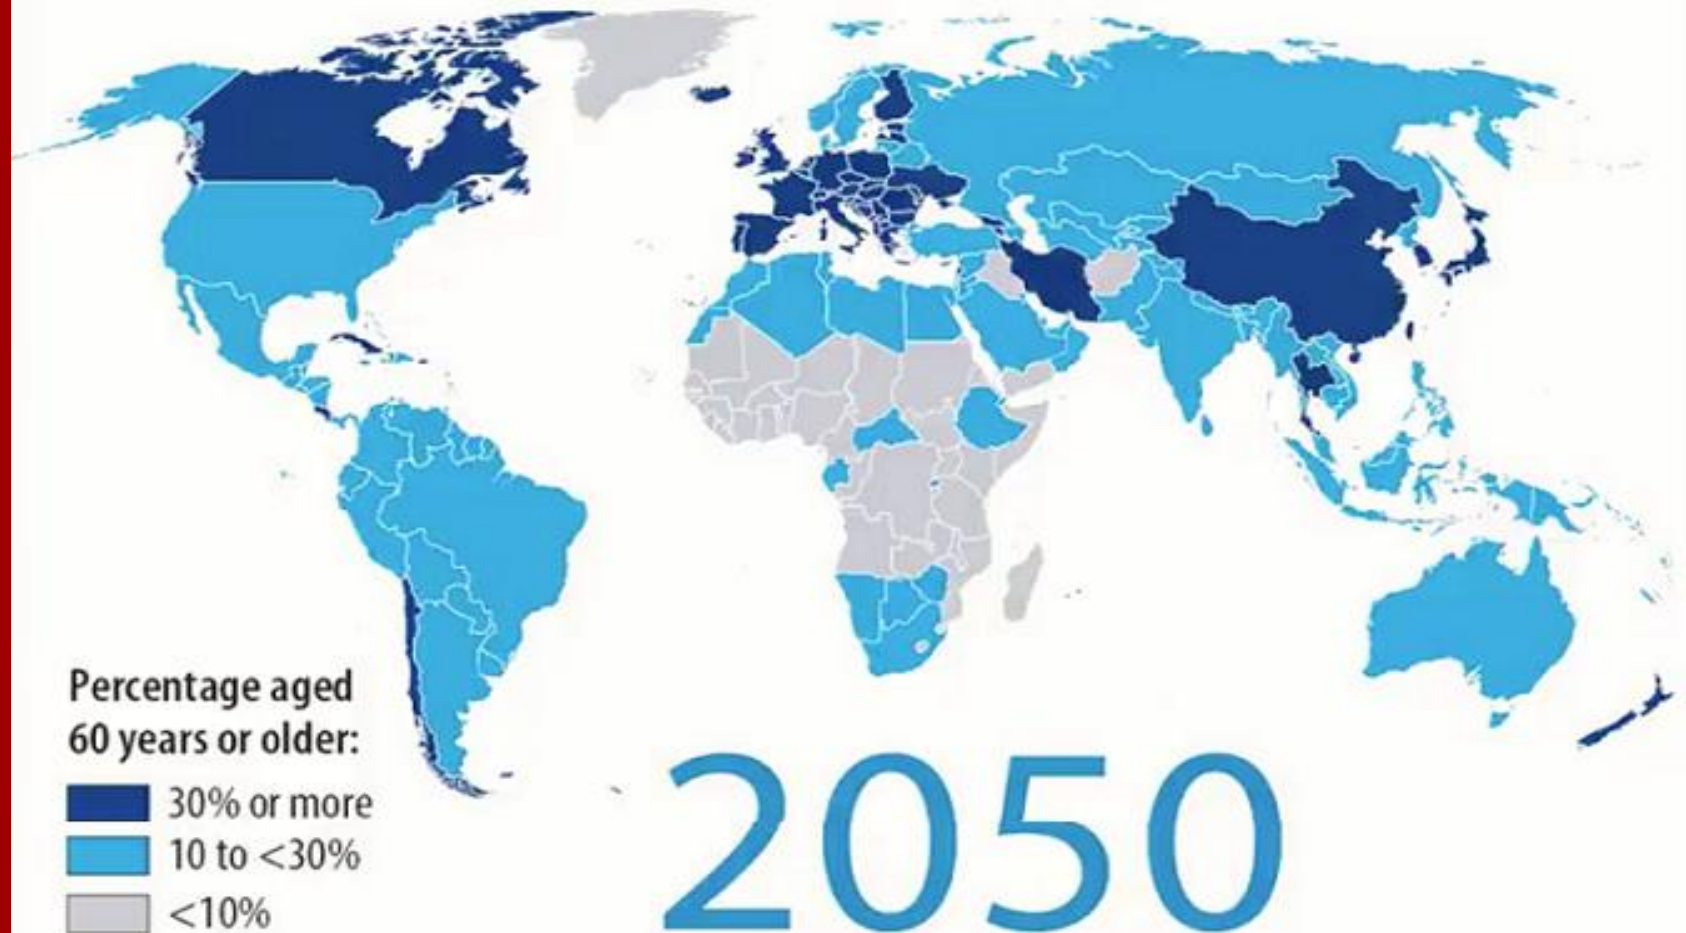 Percentage aged
60 years or older:
30% or more
10 to <30%
<10%
2050